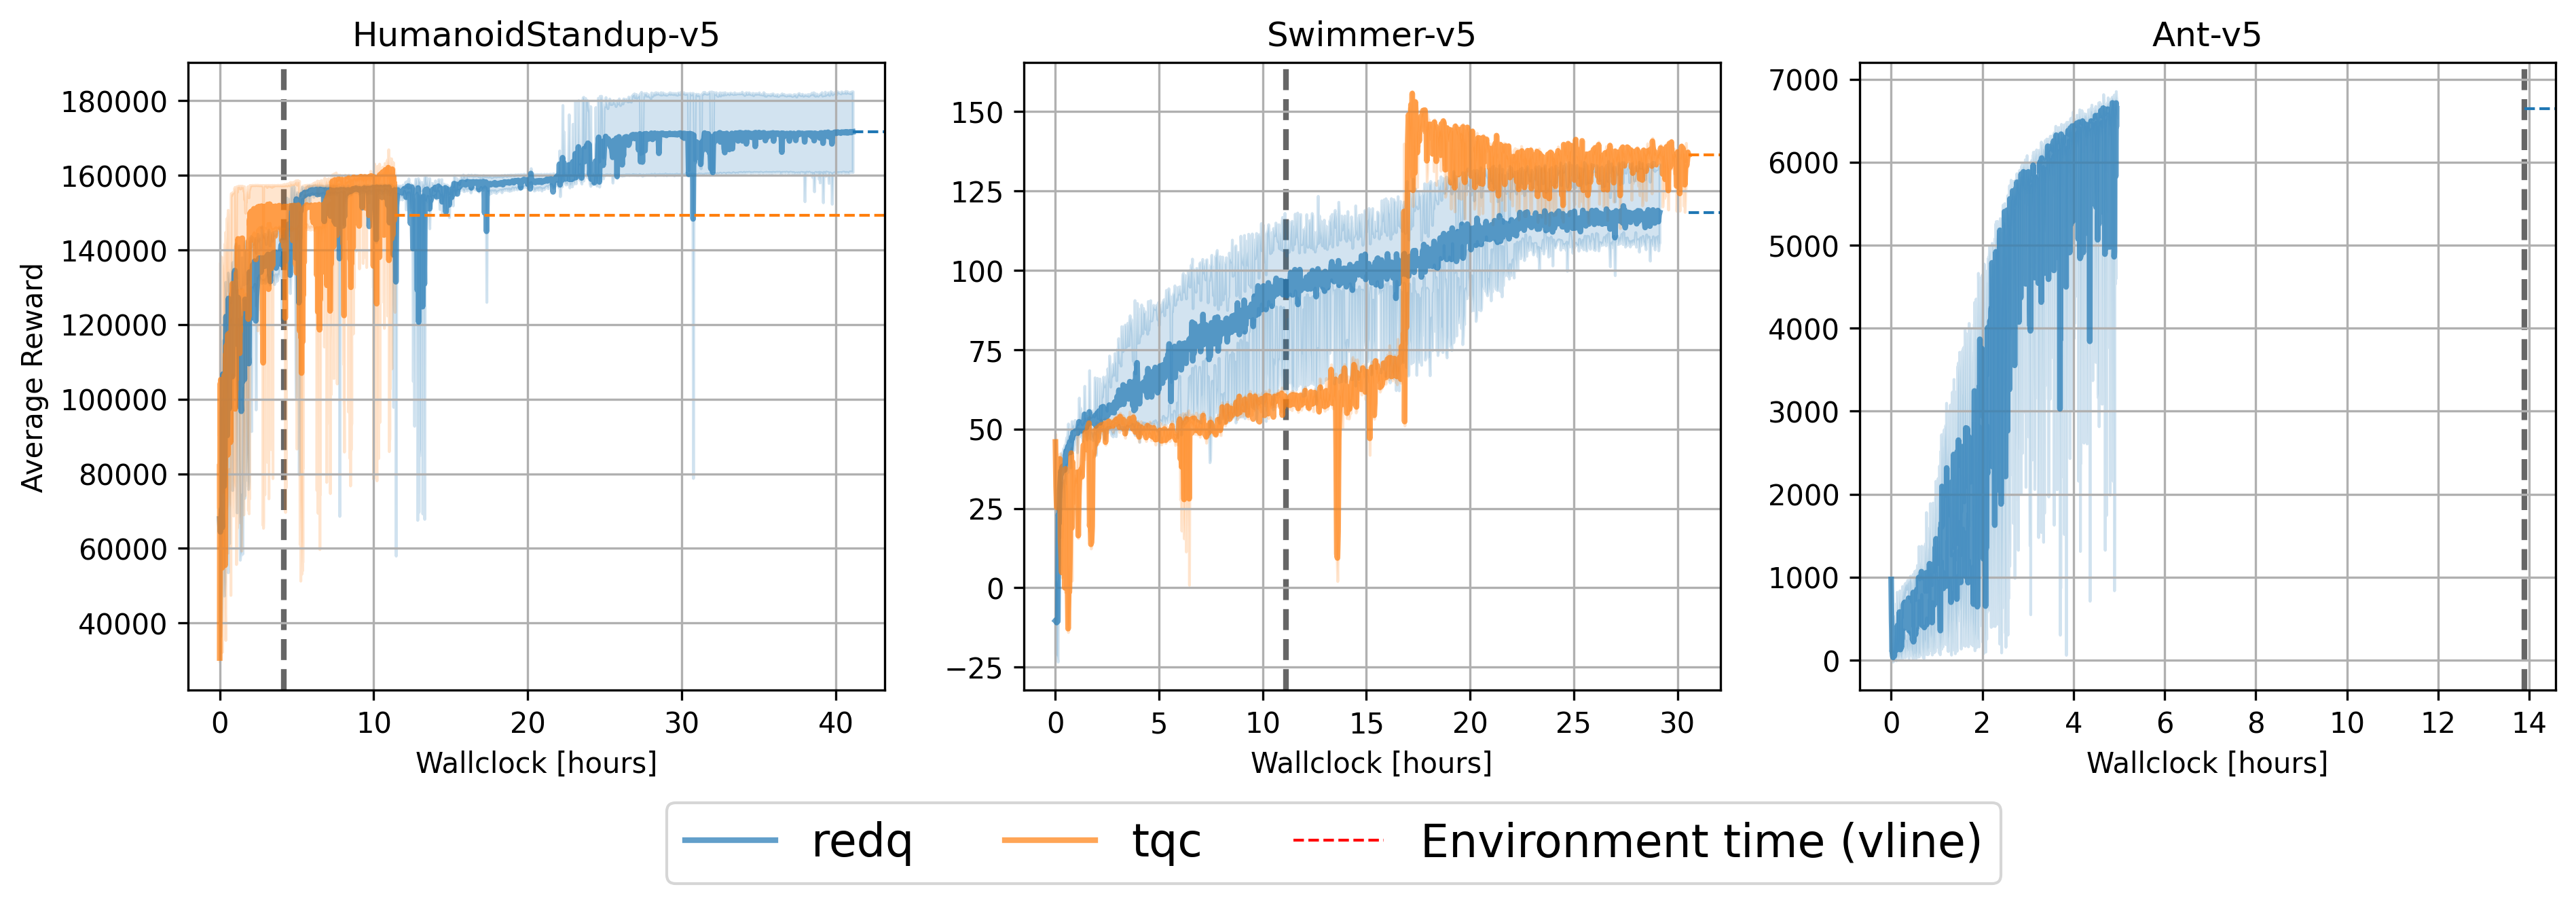 HumanoidStandup-v5
Swimmer-v5
Ant-v5
Average Reward
180000
160000
140000
120000
100000
80000
60000
40000
0 10 20 30 40
Wallclock [hours]
150
125
100
75
50
25
0
−25
0 5 10 15 20 25 30
Wallclock [hours]
7000
6000
5000
4000
3000
2000
1000
0
0 2 4 6 8 10 12 14
Wallclock [hours]
redq tqc Environment time (vline)